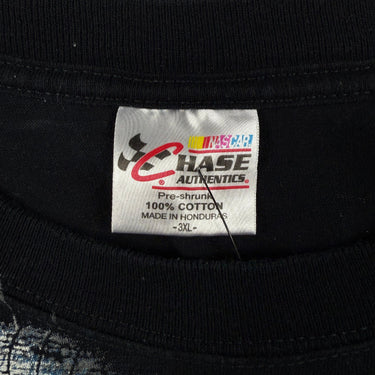 NASCAR
CHASE
AUTHENTICS.
Pre-shrunk
100% COTTON
MADE IN HONDURAS
-3XL-